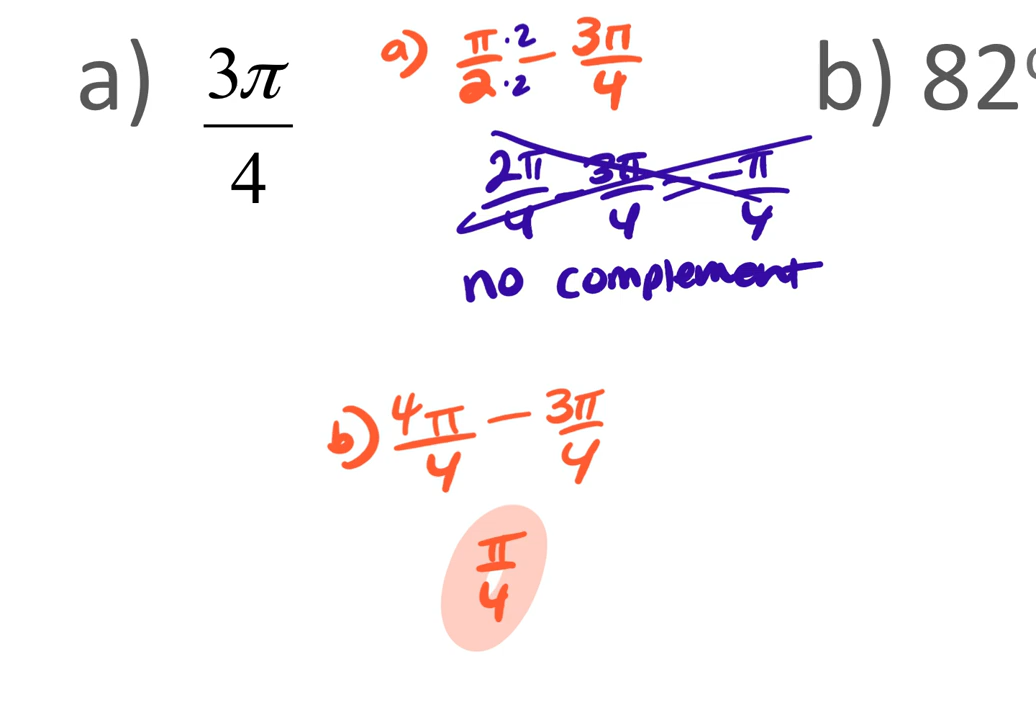 a) 3π/4
a) π/2 ·2/·2 − 3π/4
2π/4 − 3π/4 = −π/4
no complement
b) 82°
b) 4π/4 − 3π/4
π/4